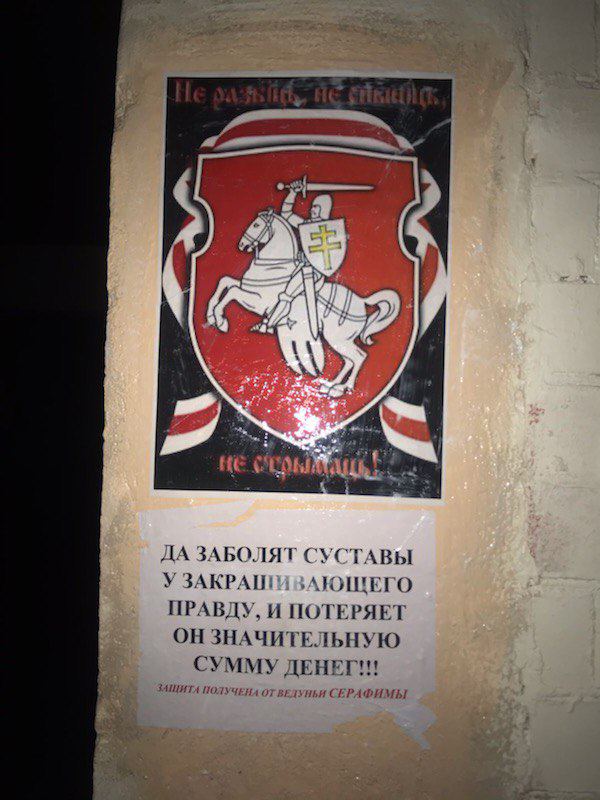 Не разбіць, не спыніць,
не стрымаць!
ДА ЗАБОЛЯТ СУСТАВЫ
У ЗАКРАШИВАЮЩЕГО
ПРАВДУ, И ПОТЕРЯЕТ
ОН ЗНАЧИТЕЛЬНУЮ
СУММУ ДЕНЕГ!!!
ЗАЩИТА ПОЛУЧЕНА ОТ ВЕДУНЬИ СЕРАФИМЫ